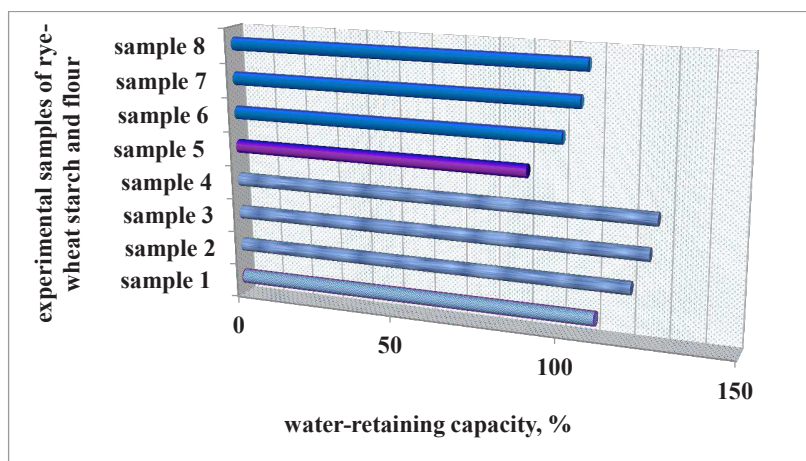 experimental samples of rye-
wheat starch and flour
sample 8
sample 7
sample 6
sample 5
sample 4
sample 3
sample 2
sample 1
0
50
100
150
water-retaining capacity, %